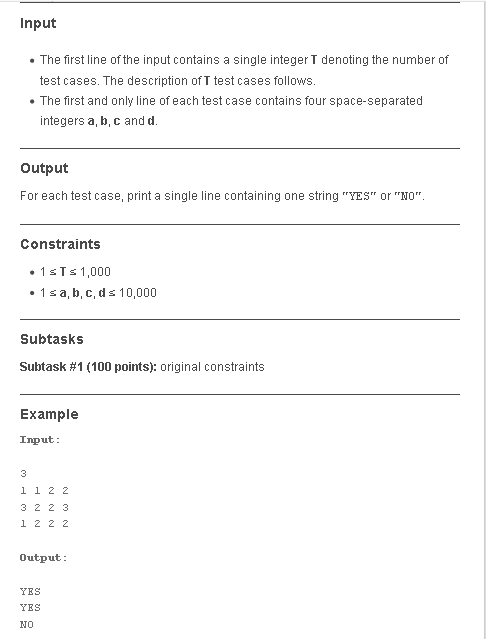 Input
• The first line of the input contains a single integer T denoting the number of
test cases. The description of T test cases follows.
• The first and only line of each test case contains four space-separated
integers a, b, c and d.
Output
For each test case, print a single line containing one string "YES" or "NO".
Constraints
• 1 ≤ T ≤ 1,000
• 1 ≤ a, b, c, d ≤ 10,000
Subtasks
Subtask #1 (100 points): original constraints
Example
Input:
3
1 1 2 2
3 2 2 3
1 2 2 2
Output:
YES
YES
NO